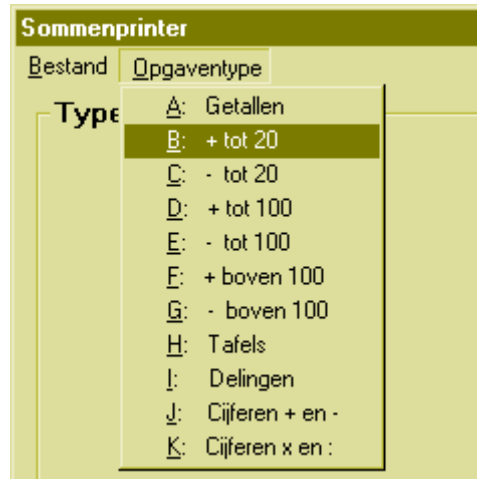 Sommenprinter
Bestand Opgaventype
Type
A: Getallen
B: + tot 20
C: - tot 20
D: + tot 100
E: - tot 100
F: + boven 100
G: - boven 100
H: Tafels
I: Delingen
J: Cijferen + en -
K: Cijferen x en :